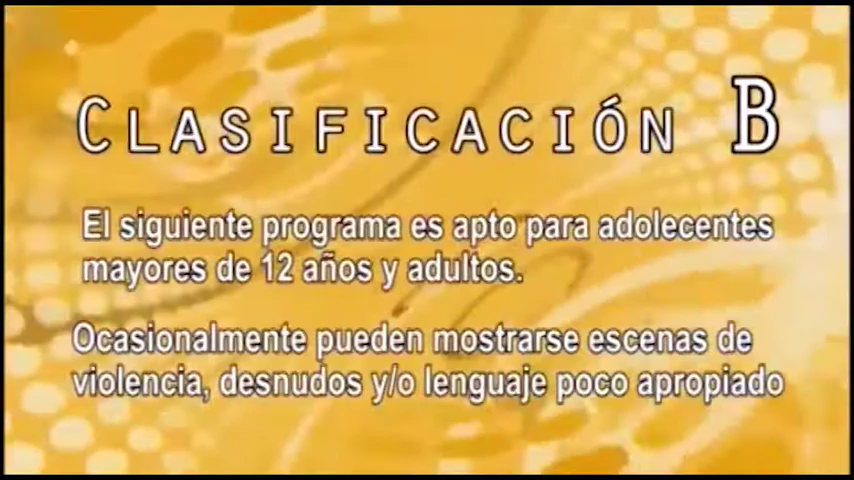 CLASIFICACIÓN B
El siguiente programa es apto para adolecentes
mayores de 12 años y adultos.
Ocasionalmente pueden mostrarse escenas de
violencia, desnudos y/o lenguaje poco apropiado